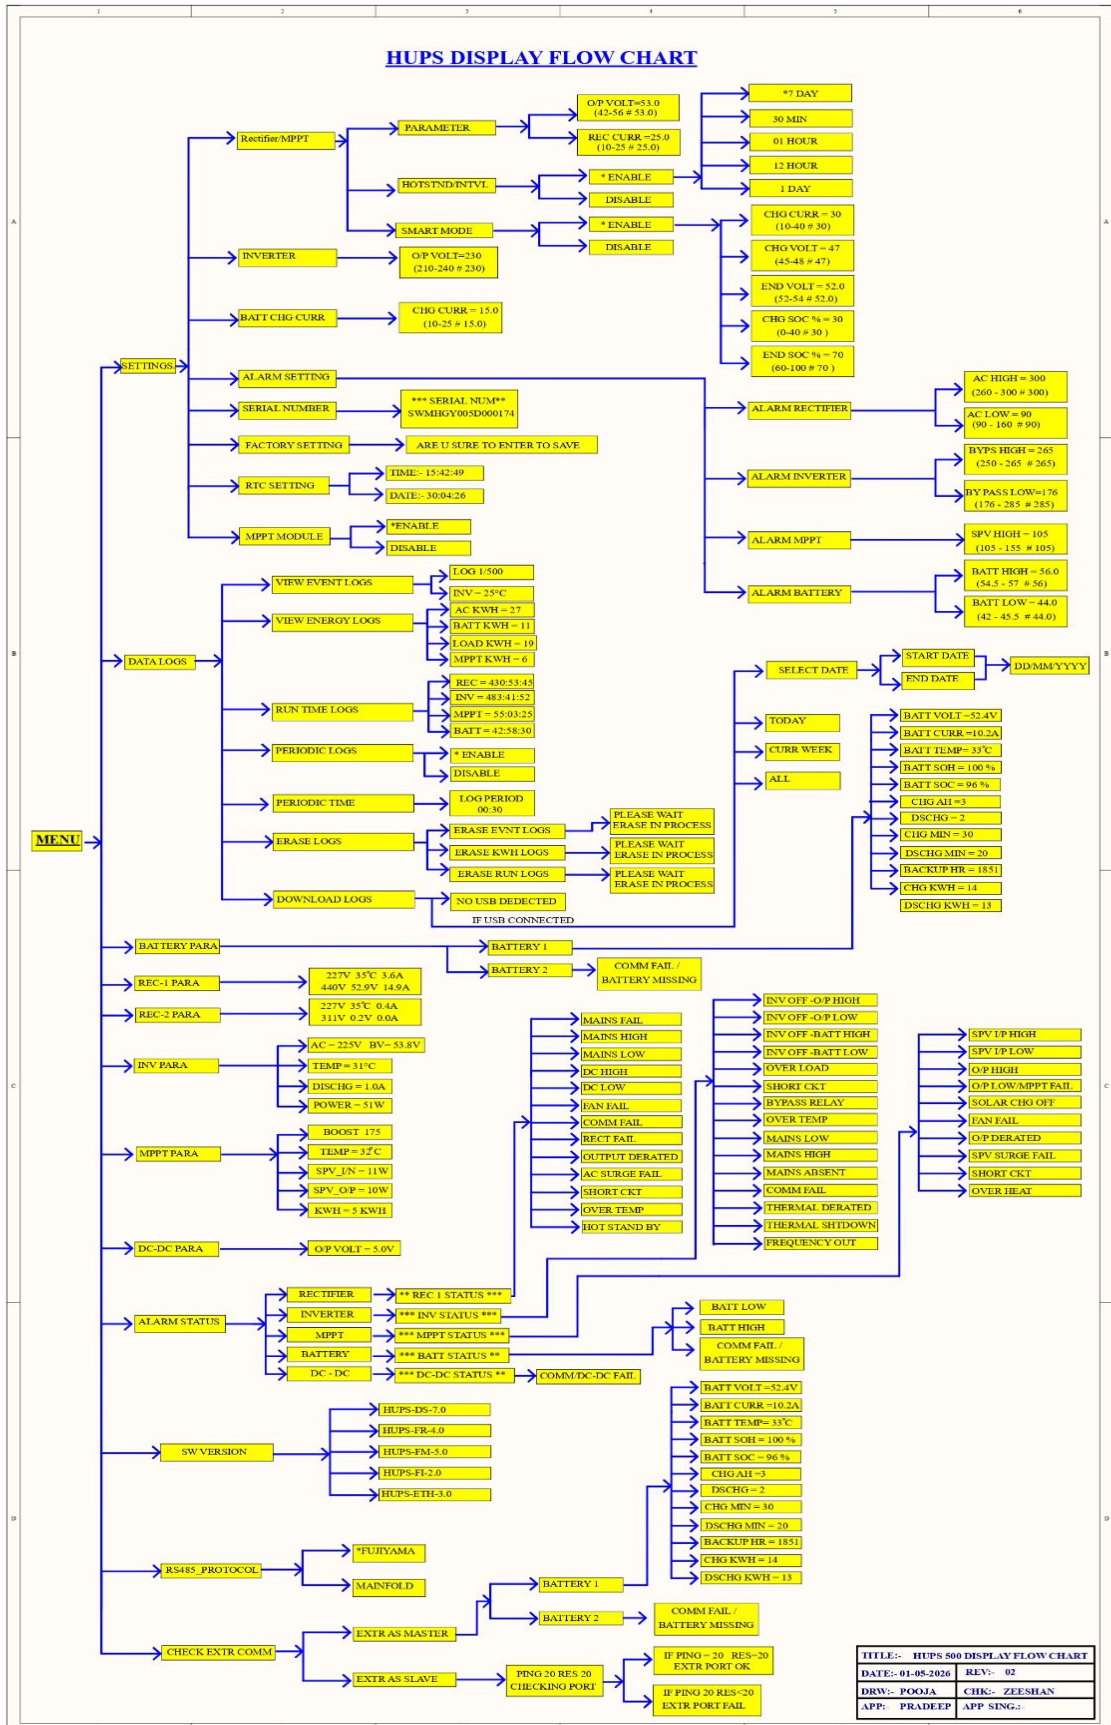 1 2 3 4 5 6
HUPS DISPLAY FLOW CHART
MENU
SETTINGS.
Rectifier/MPPT
PARAMETER
O/P VOLT=53.0
(42-56 # 53.0)
REC CURR =25.0
(10-25 # 25.0)
HOTSTND/INTVL
* ENABLE
DISABLE
*7 DAY
30 MIN
01 HOUR
12 HOUR
1 DAY
SMART MODE
* ENABLE
DISABLE
CHG CURR = 30
(10-40 # 30)
CHG VOLT = 47
(45-48 # 47)
END VOLT = 52.0
(52-54 # 52.0)
CHG SOC % = 30
(0-40 # 30 )
END SOC % = 70
(60-100 # 70 )
INVERTER
O/P VOLT=230
(210-240 # 230)
BATT CHG CURR
CHG CURR = 15.0
(10-25 # 15.0)
ALARM SETTING
ALARM RECTIFIER
AC HIGH = 300
(260 - 300 # 300)
AC LOW = 90
(90 - 160 # 90)
ALARM INVERTER
BYPS HIGH = 265
(250 - 265 # 265)
BY PASS LOW=176
(176 - 285 # 285)
ALARM MPPT
SPV HIGH = 105
(105 - 155 # 105)
ALARM BATTERY
BATT HIGH = 56.0
(54.5 - 57 # 56)
BATT LOW = 44.0
(42 - 45.5 # 44.0)
SERIAL NUMBER
*** SERIAL NUM**
SWMHGY005D000174
FACTORY SETTING
ARE U SURE TO ENTER TO SAVE
RTC SETTING
TIME:- 15:42:49
DATE:- 30:04:26
MPPT MODULE
*ENABLE
DISABLE
DATA LOGS
VIEW EVENT LOGS
LOG 1/500
INV = 25°C
VIEW ENERGY LOGS
AC KWH = 27
BATT KWH = 11
LOAD KWH = 19
MPPT KWH = 6
RUN TIME LOGS
REC = 430:53:45
INV = 483:41:52
MPPT = 55:03:25
BATT = 42:58:30
PERIODIC LOGS
* ENABLE
DISABLE
PERIODIC TIME
LOG PERIOD
00:30
ERASE LOGS
ERASE EVNT LOGS
PLEASE WAIT
ERASE IN PROCESS
ERASE KWH LOGS
PLEASE WAIT
ERASE IN PROCESS
ERASE RUN LOGS
PLEASE WAIT
ERASE IN PROCESS
DOWNLOAD LOGS
NO USB DEDECTED
IF USB CONNECTED
SELECT DATE
START DATE
END DATE
DD/MM/YYYY
TODAY
CURR WEEK
ALL
BATTERY PARA
BATTERY 1
BATT VOLT =52.4V
BATT CURR =10.2A
BATT TEMP= 33°C
BATT SOH = 100 %
BATT SOC = 96 %
CHG AH =3
DSCHG = 2
CHG MIN = 30
DSCHG MIN = 20
BACKUP HR = 1851
CHG KWH = 14
DSCHG KWH = 13
BATTERY 2
COMM FAIL /
BATTERY MISSING
REC-1 PARA
227V 35°C 3.6A
440V 52.9V 14.9A
REC-2 PARA
227V 35°C 0.4A
311V 0.2V 0.0A
INV PARA
AC = 225V BV= 53.8V
TEMP = 31°C
DISCHG = 1.0A
POWER = 51W
MPPT PARA
BOOST 175
TEMP = 32°C
SPV_I/N = 11W
SPV_O/P = 10W
KWH = 5 KWH
DC-DC PARA
O/P VOLT = 5.0V
ALARM STATUS
RECTIFIER
** REC 1 STATUS ***
MAINS FAIL
MAINS HIGH
MAINS LOW
DC HIGH
DC LOW
FAN FAIL
COMM FAIL
RECT FAIL
OUTPUT DERATED
AC SURGE FAIL
SHORT CKT
OVER TEMP
HOT STAND BY
INVERTER
*** INV STATUS ***
INV OFF -O/P HIGH
INV OFF -O/P LOW
INV OFF -BATT HIGH
INV OFF -BATT LOW
OVER LOAD
SHORT CKT
BYPASS RELAY
OVER TEMP
MAINS LOW
MAINS HIGH
MAINS ABSENT
COMM FAIL
THERMAL DERATED
THERMAL SHTDOWN
FREQUENCY OUT
MPPT
*** MPPT STATUS ***
SPV I/P HIGH
SPV I/P LOW
O/P HIGH
O/P LOW/MPPT FAIL
SOLAR CHG OFF
FAN FAIL
O/P DERATED
SPV SURGE FAIL
SHORT CKT
OVER HEAT
BATTERY
*** BATT STATUS **
BATT LOW
BATT HIGH
COMM FAIL /
BATTERY MISSING
DC - DC
*** DC-DC STATUS **
COMM/DC-DC FAIL
SW VERSION
HUPS-DS-7.0
HUPS-FR-4.0
HUPS-FM-5.0
HUPS-FI-2.0
HUPS-ETH-3.0
RS485_PROTOCOL
*FUJIYAMA
MAINFOLD
CHECK EXTR COMM
EXTR AS MASTER
BATTERY 1
BATT VOLT =52.4V
BATT CURR =10.2A
BATT TEMP= 33°C
BATT SOH = 100 %
BATT SOC = 96 %
CHG AH =3
DSCHG = 2
CHG MIN = 30
DSCHG MIN = 20
BACKUP HR = 1851
CHG KWH = 14
DSCHG KWH = 13
BATTERY 2
COMM FAIL /
BATTERY MISSING
EXTR AS SLAVE
PING 20 RES 20
CHECKING PORT
IF PING = 20 RES=20
EXTR PORT OK
IF PING 20 RES<20
EXTR PORT FAIL
A A
B B
C C
D D
TITLE:- HUPS 500 DISPLAY FLOW CHART
DATE:- 01-05-2026 REV:- 02
DRW:- POOJA CHK:- ZEESHAN
APP:- PRADEEP APP SING.:-